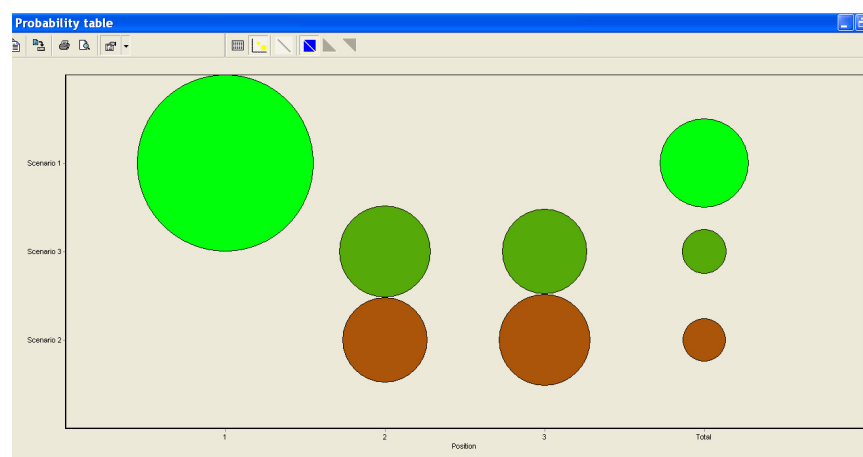 Probability table
Scenario 1
Scenario 3
Scenario 2
1 2 3 Total
Position